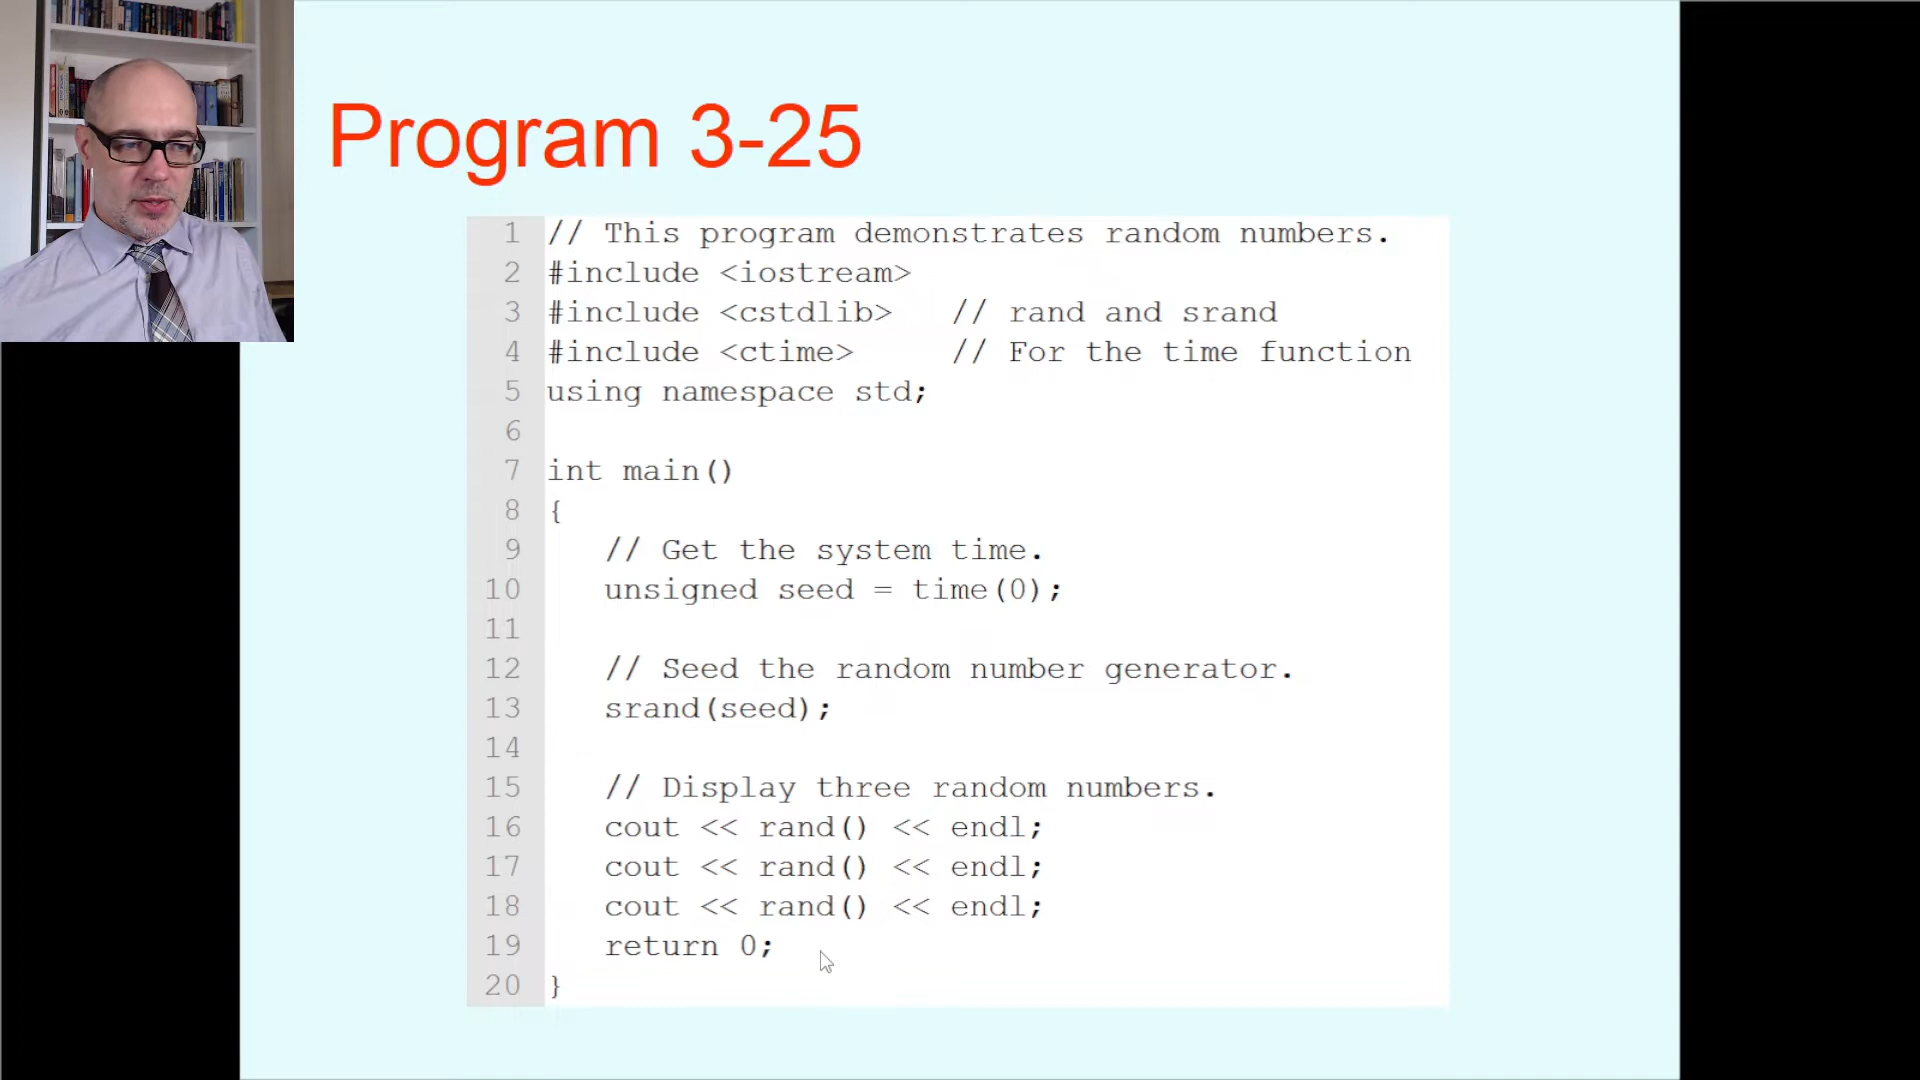 Program 3-25
1 // This program demonstrates random numbers.
2 #include <iostream>
3 #include <cstdlib>   // rand and srand
4 #include <ctime>     // For the time function
5 using namespace std;
6
7 int main()
8 {
9    // Get the system time.
10    unsigned seed = time(0);
11
12    // Seed the random number generator.
13    srand(seed);
14
15    // Display three random numbers.
16    cout << rand() << endl;
17    cout << rand() << endl;
18    cout << rand() << endl;
19    return 0;
20 }